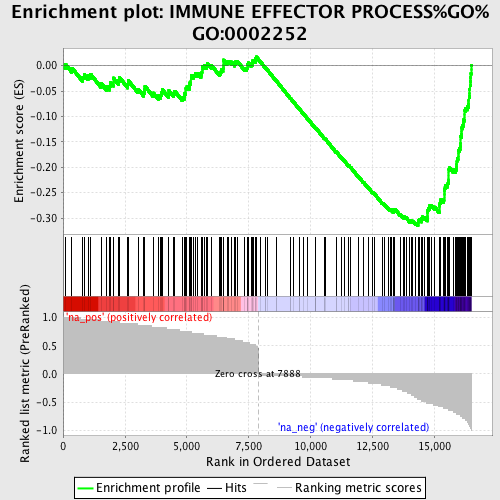 Enrichment plot: IMMUNE EFFECTOR PROCESS%GO%
GO:0002252
Enrichment score (ES)
0.00
-0.05
-0.10
-0.15
-0.20
-0.25
-0.30
Ranked list metric (PreRanked)
1.0
0.5
0.0
-0.5
-1.0
'na_pos' (positively correlated)
Zero cross at 7888
'na_neg' (negatively correlated)
0
2,500
5,000
7,500
10,000
12,500
15,000
Rank in Ordered Dataset
Enrichment profile
Hits
Ranking metric scores